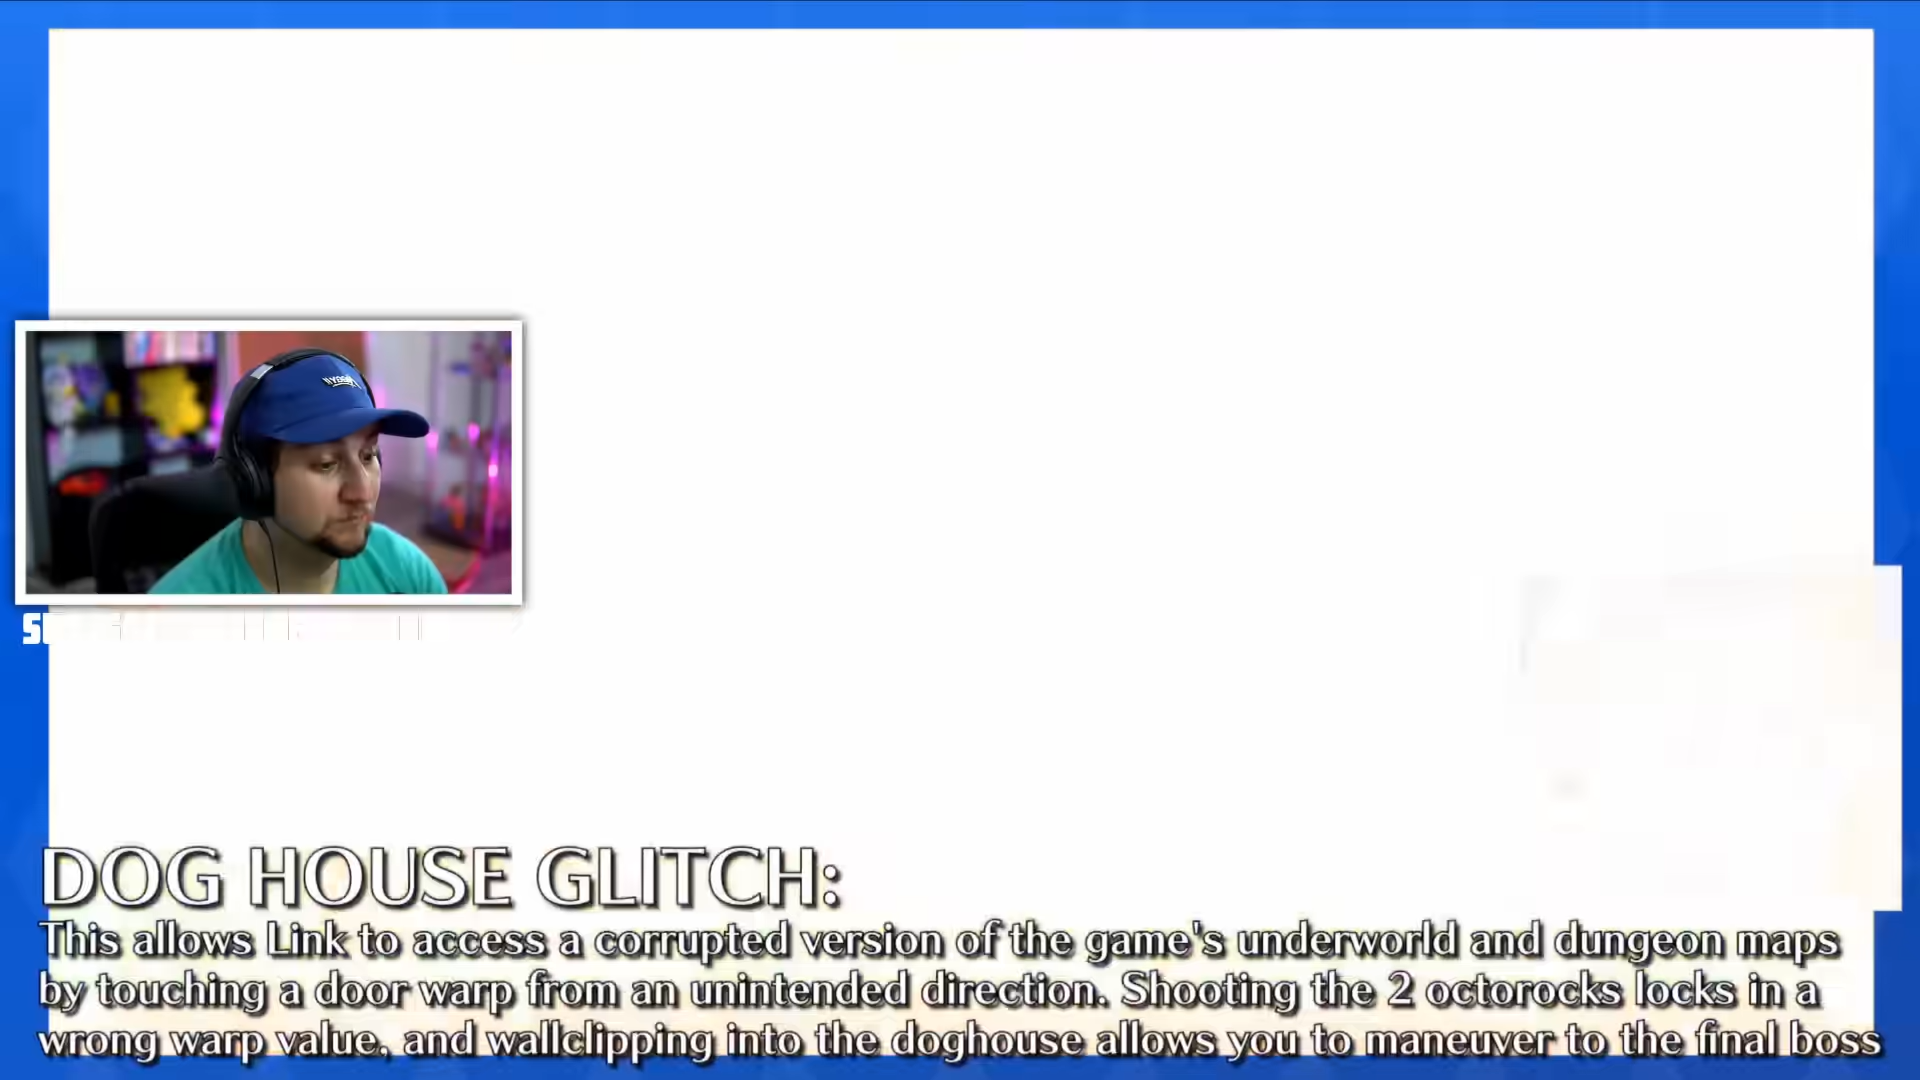 DOG HOUSE GLITCH:
This allows Link to access a corrupted version of the game's underworld and dungeon maps
by touching a door warp from an unintended direction. Shooting the 2 octorocks locks in a
wrong warp value, and wallclipping into the doghouse allows you to maneuver to the final boss